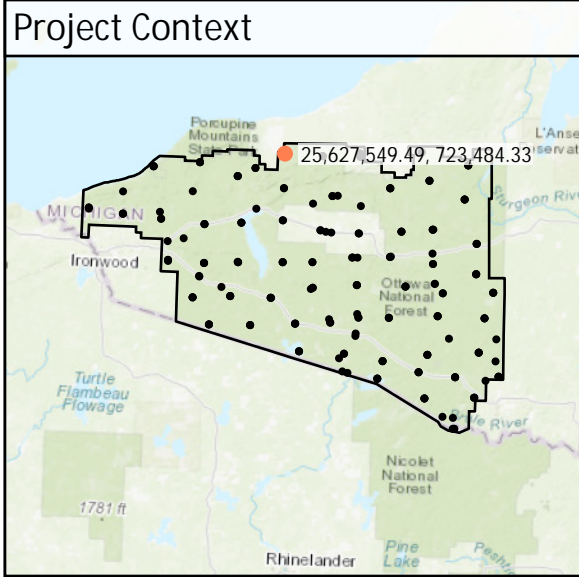 Project Context
Porcupine
Mountains
State Park
L'Anse
25,627,549.49, 723,484.33
Sturgeon River
MICHIGAN
Ironwood
Ottawa
National
Forest
Turtle
Flambeau
Flowage
Brule River
Nicolet
National
Forest
1781 ft
Rhinelander
Pine
Lake